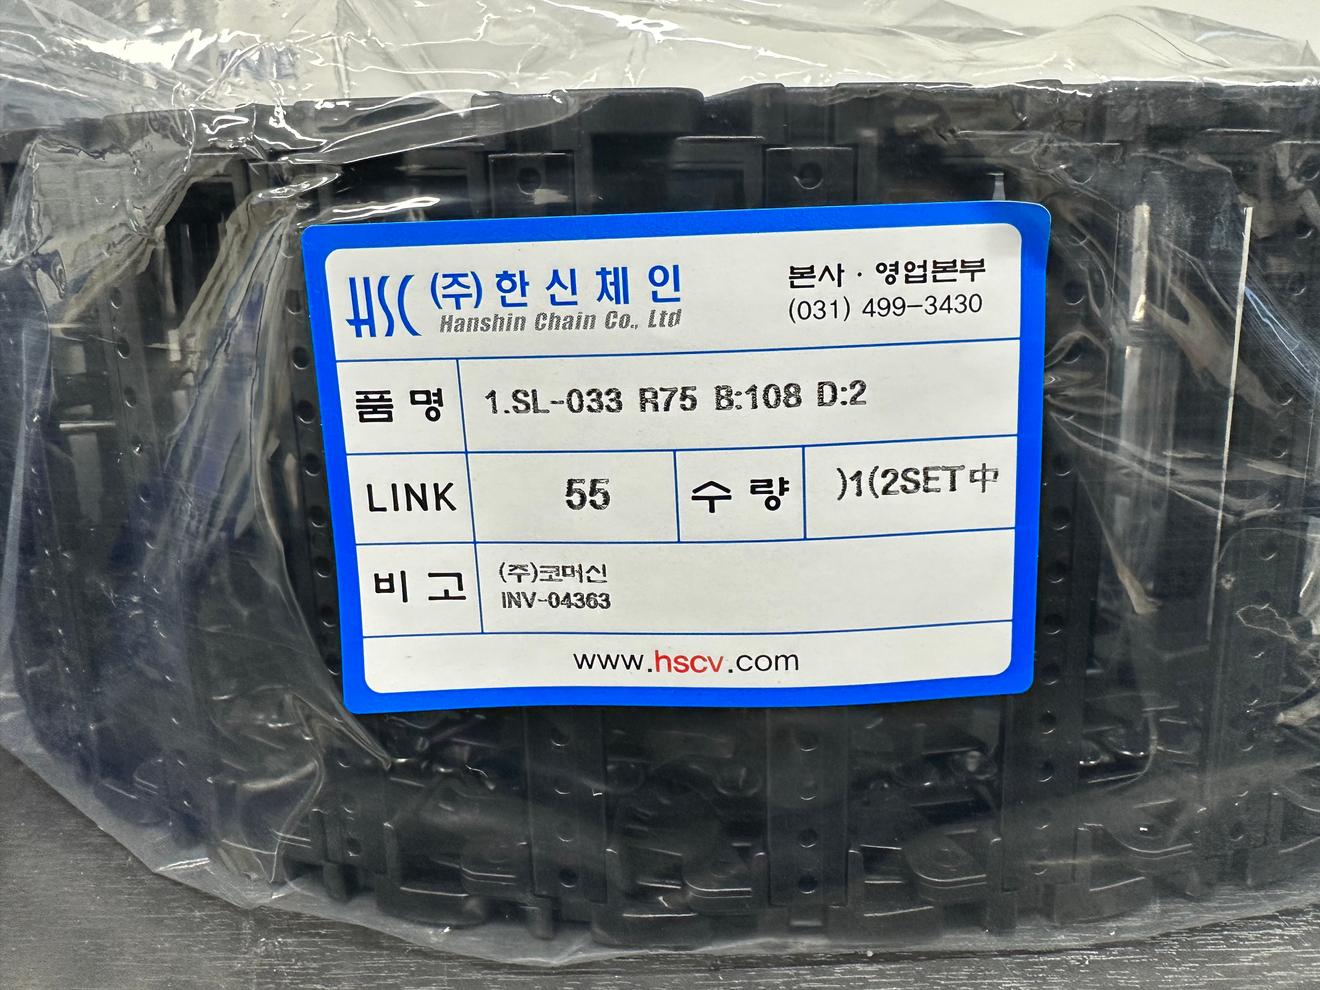 HSC (주)한신체인
Hanshin Chain Co., Ltd
본사 · 영업본부
(031) 499-3430
품명 1.SL-033 R75 B:108 D:2
LINK 55 수량 )1(2SET中
비고 (주)코머신
INV-04363
www.hscv.com